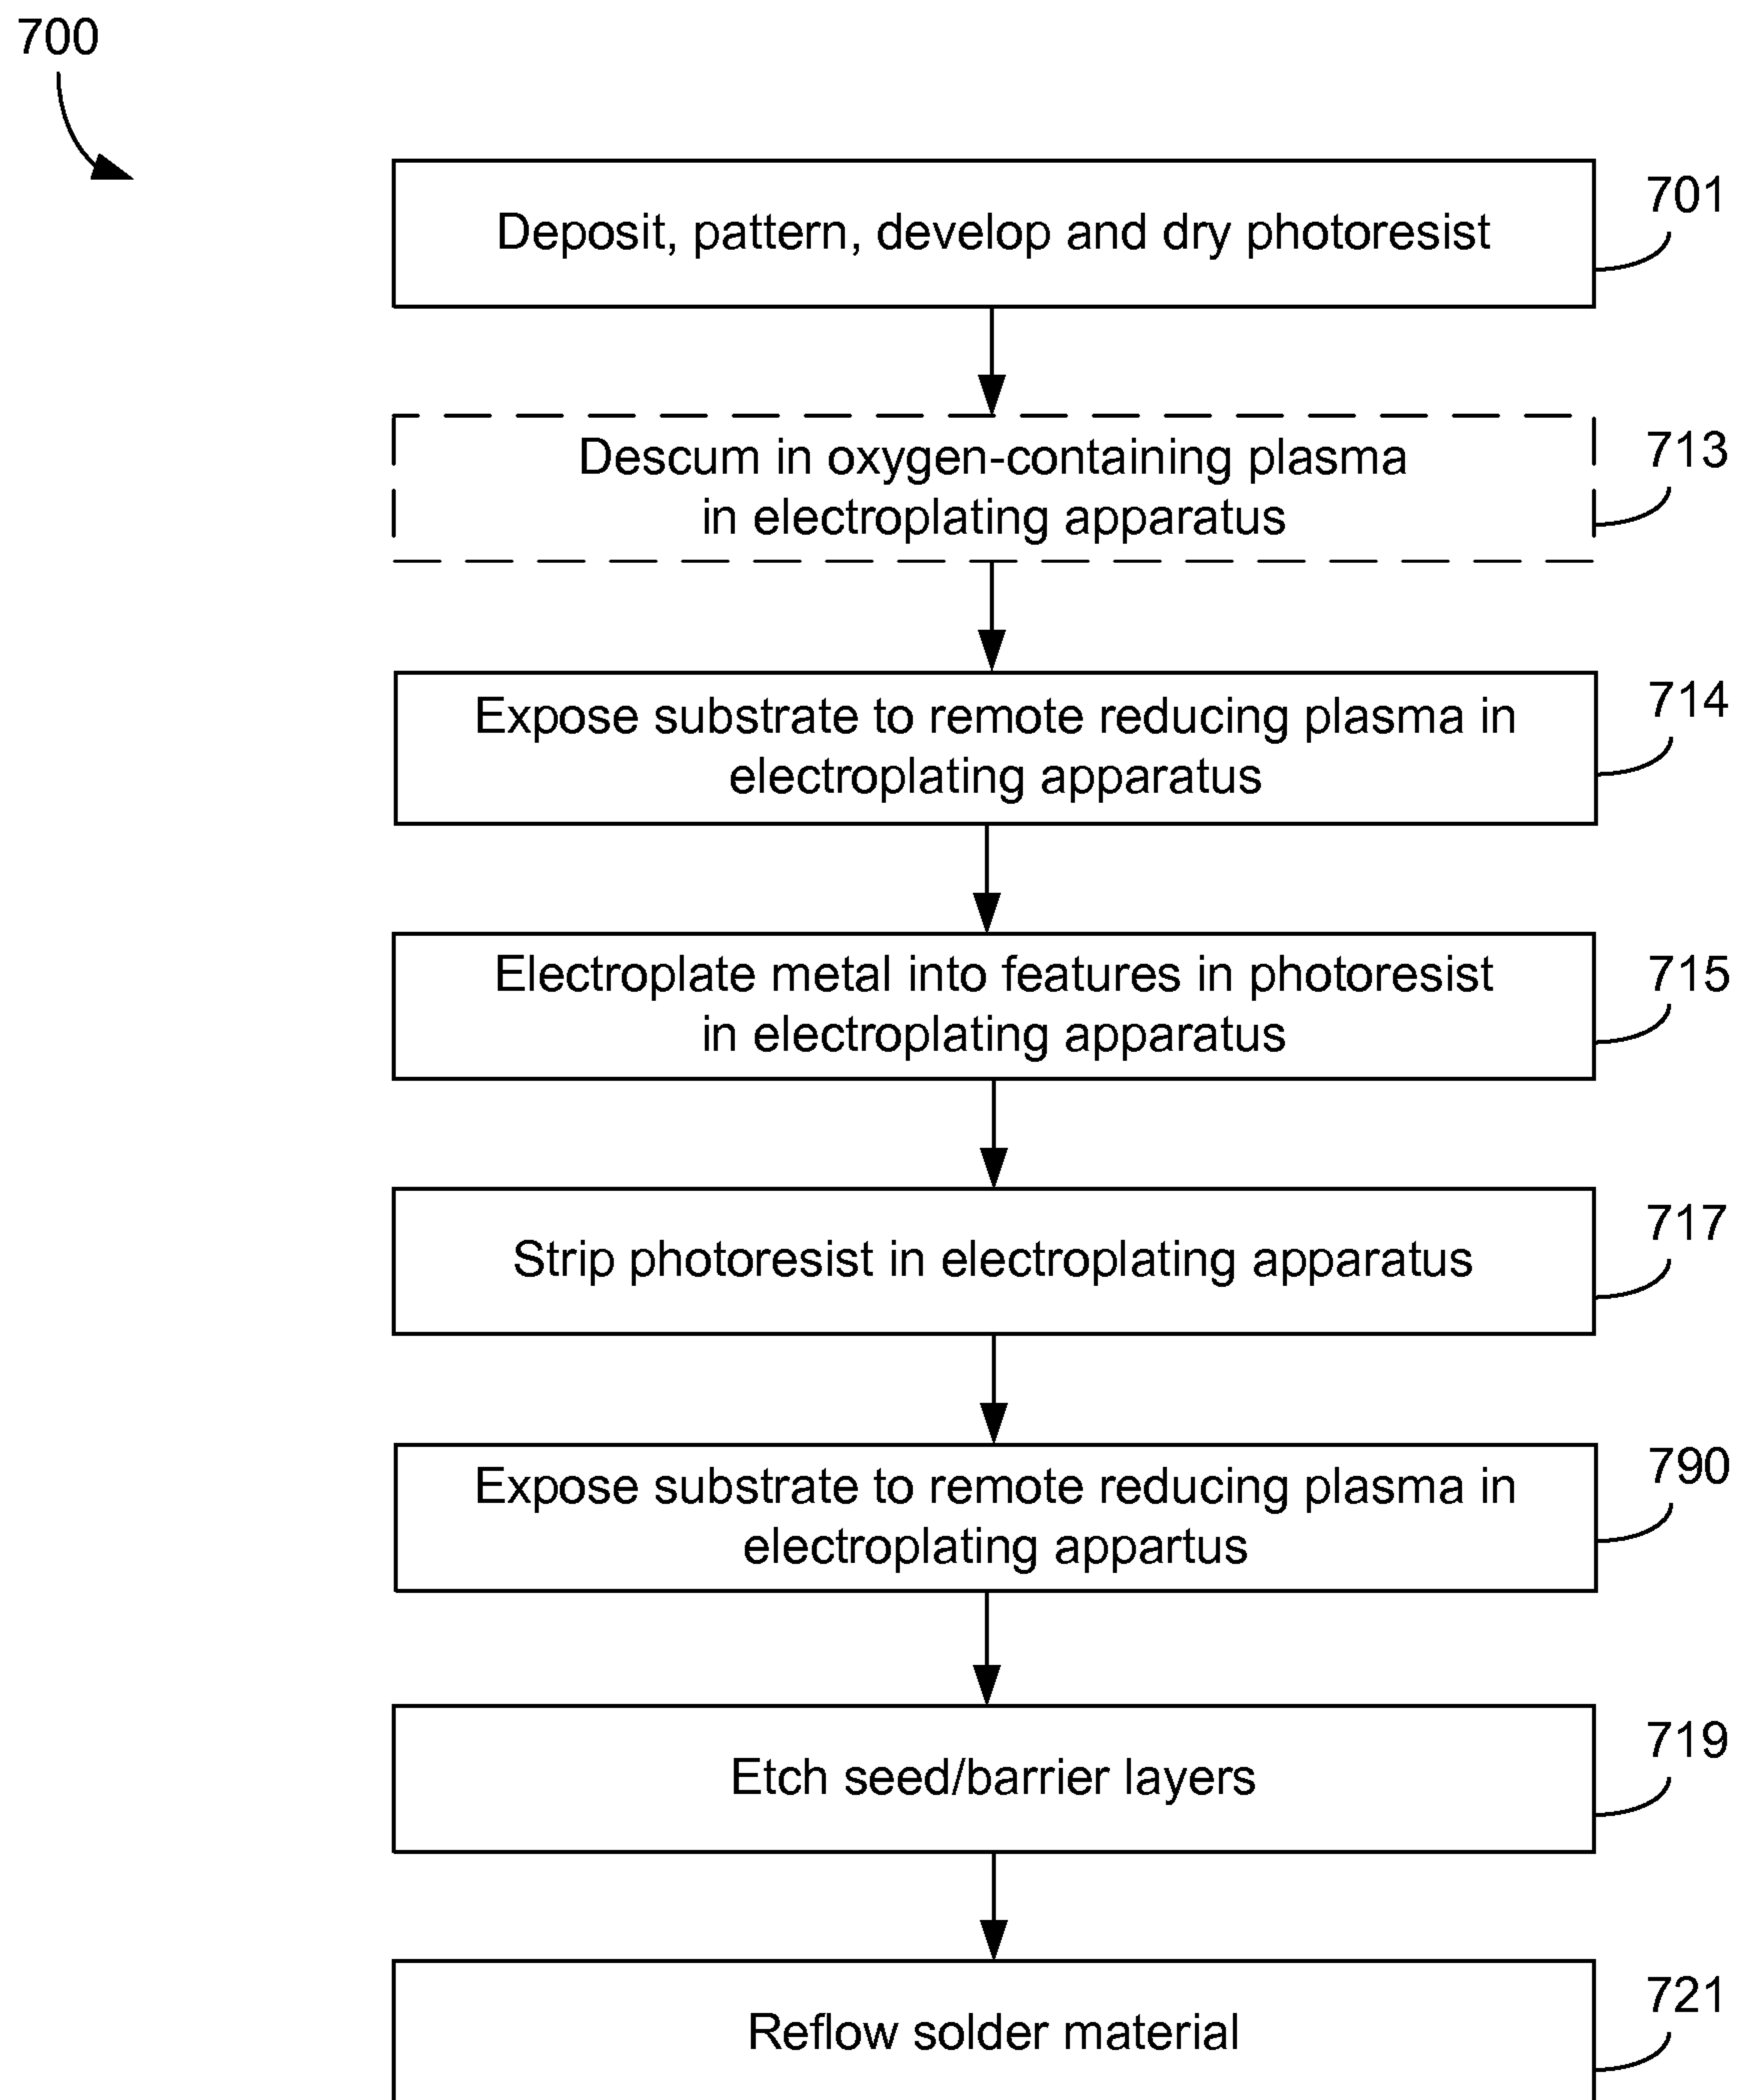 700
Deposit, pattern, develop and dry photoresist
701
Descum in oxygen-containing plasma
in electroplating apparatus
713
Expose substrate to remote reducing plasma in
electroplating apparatus
714
Electroplate metal into features in photoresist
in electroplating apparatus
715
Strip photoresist in electroplating apparatus
717
Expose substrate to remote reducing plasma in
electroplating appartus
790
Etch seed/barrier layers
719
Reflow solder material
721